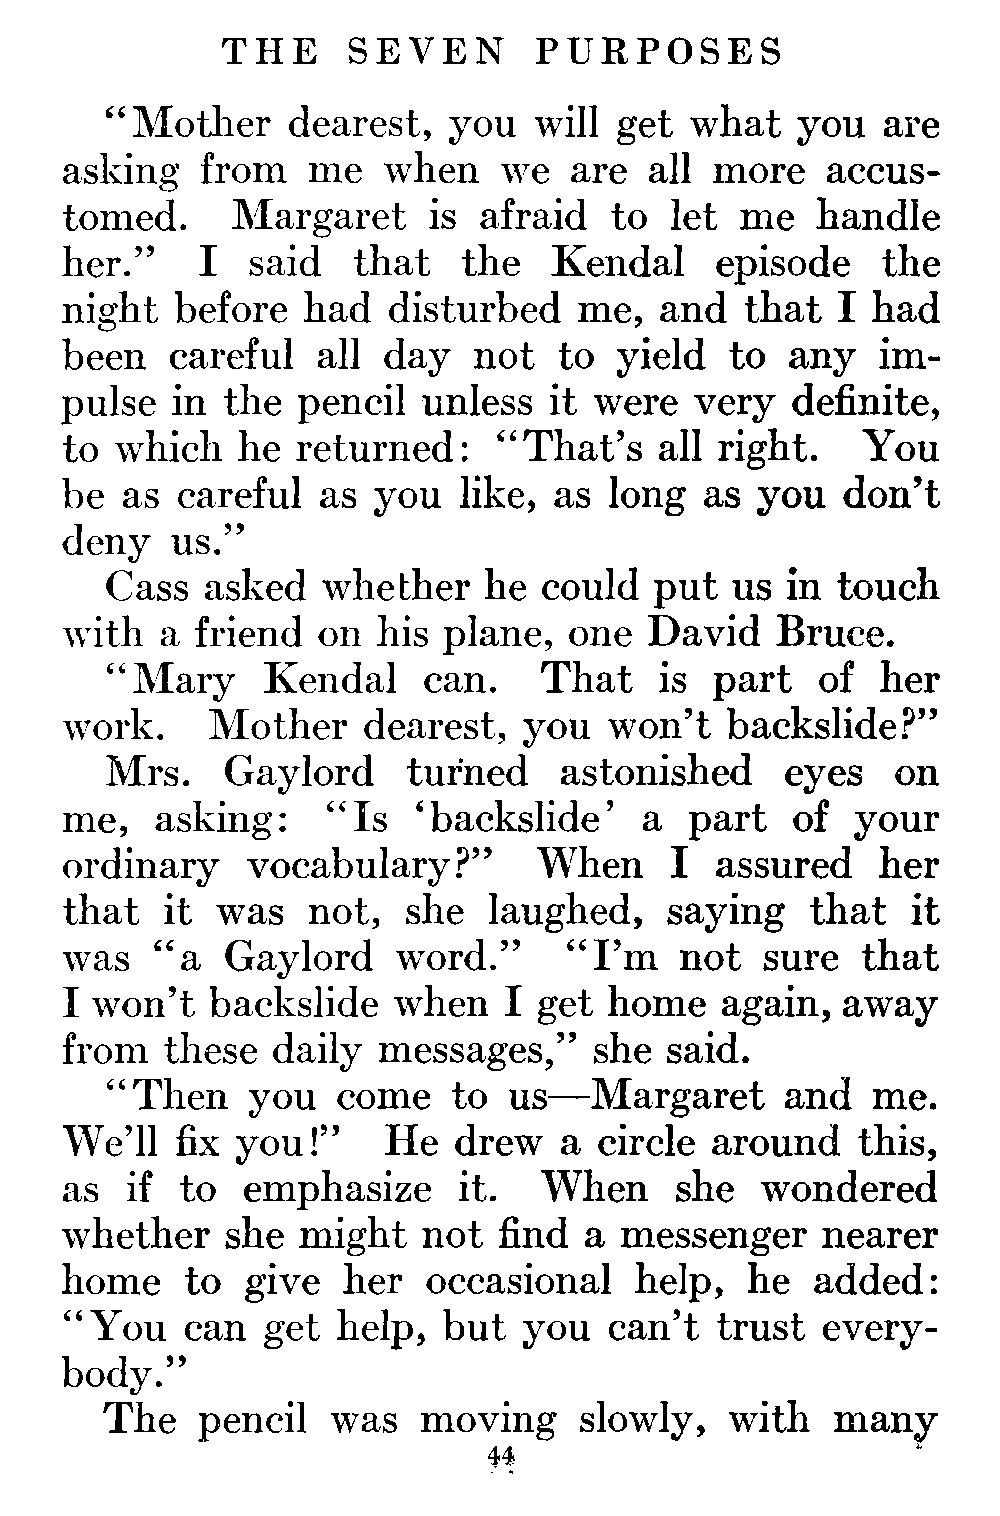 THE SEVEN PURPOSES
"Mother dearest, you will get what you are
asking from me when we are all more accus-
tomed. Margaret is afraid to let me handle
her." I said that the Kendal episode the
night before had disturbed me, and that I had
been careful all day not to yield to any im-
pulse in the pencil unless it were very definite,
to which he returned: "That's all right. You
be as careful as you like, as long as you don't
deny us."
Cass asked whether he could put us in touch
with a friend on his plane, one David Bruce.
"Mary Kendal can. That is part of her
work. Mother dearest, you won't backslide?"
Mrs. Gaylord turned astonished eyes on
me, asking: "Is 'backslide' a part of your
ordinary vocabulary?" When I assured her
that it was not, she laughed, saying that it
was "a Gaylord word." "I'm not sure that
I won't backslide when I get home again, away
from these daily messages," she said.
"Then you come to us—Margaret and me.
We'll fix you!" He drew a circle around this,
as if to emphasize it. When she wondered
whether she might not find a messenger nearer
home to give her occasional help, he added:
"You can get help, but you can't trust every-
body."
The pencil was moving slowly, with many
44